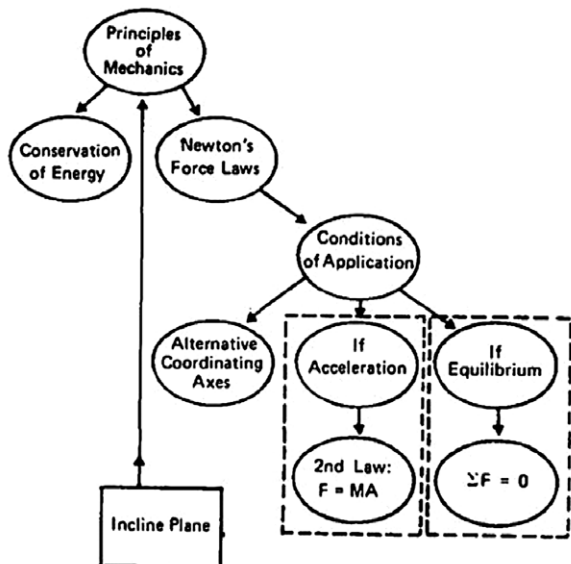 Principles
of
Mechanics
Conservation
of Energy
Newton's
Force Laws
Conditions
of Application
Alternative
Coordinating
Axes
If
Acceleration
If
Equilibrium
2nd Law:
F = MA
ΣF = 0
Incline Plane